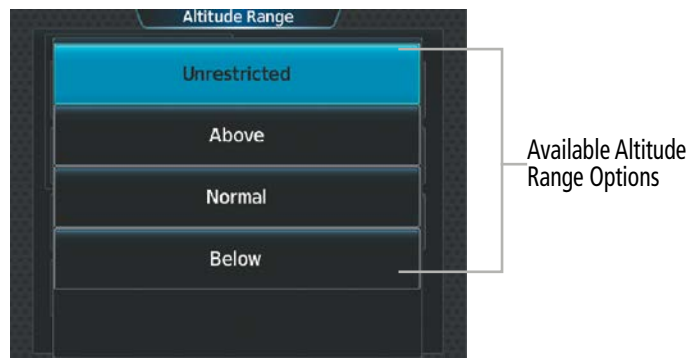 Altitude Range
Unrestricted
Above
Normal
Below
Available Altitude
Range Options